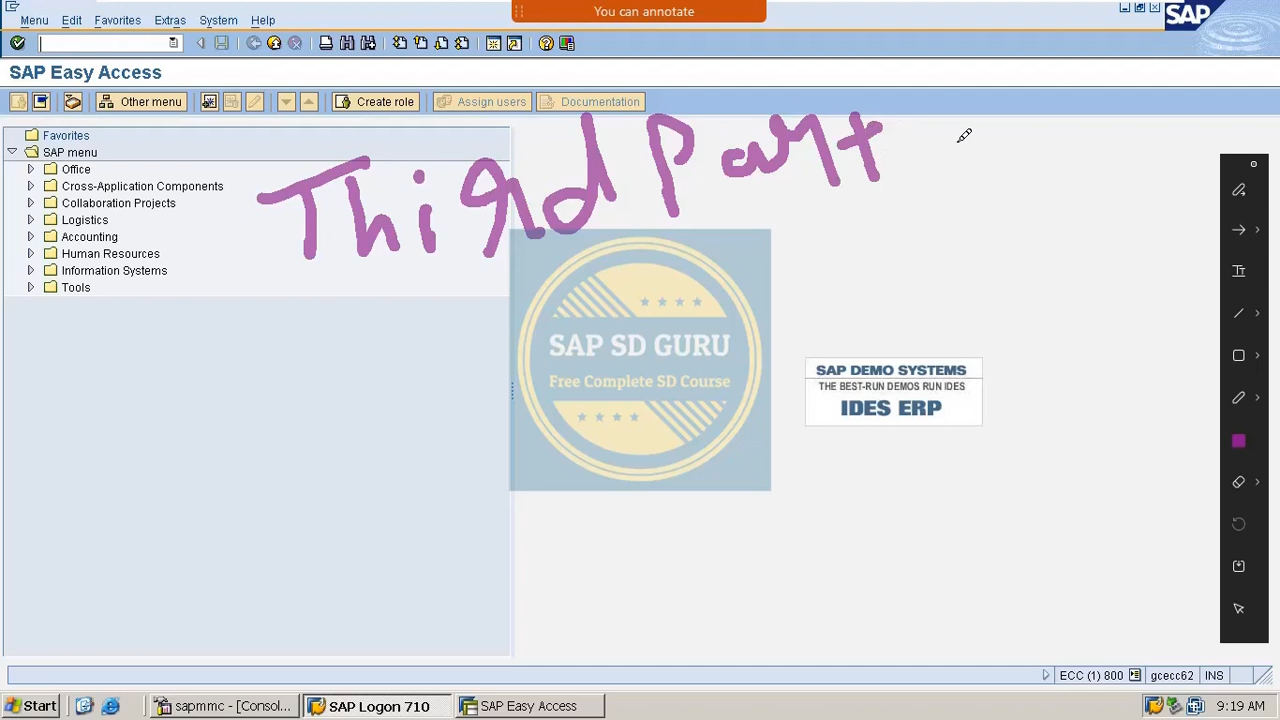 You can annotate
Menu Edit Favorites Extras System Help
SAP
SAP Easy Access
Other menu Create role Assign users Documentation
Favorites
SAP menu
Office
Cross-Application Components
Collaboration Projects
Logistics
Accounting
Human Resources
Information Systems
Tools
Third Part
SAP SD GURU
Free Complete SD Course
SAP DEMO SYSTEMS
THE BEST-RUN DEMOS RUN IDES
IDES ERP
ECC (1) 800 gcecc62 INS
Start sapmmc - [Consol... SAP Logon 710 SAP Easy Access 9:19 AM